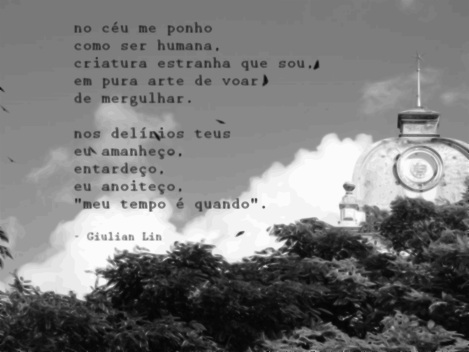 no céu me ponho
como ser humana,
criatura estranha que sou,
em pura arte de voar
de mergulhar.
nos delírios teus
eu amanheço,
entardeço,
eu anoiteço,
"meu tempo é quando".
- Giulian Lin